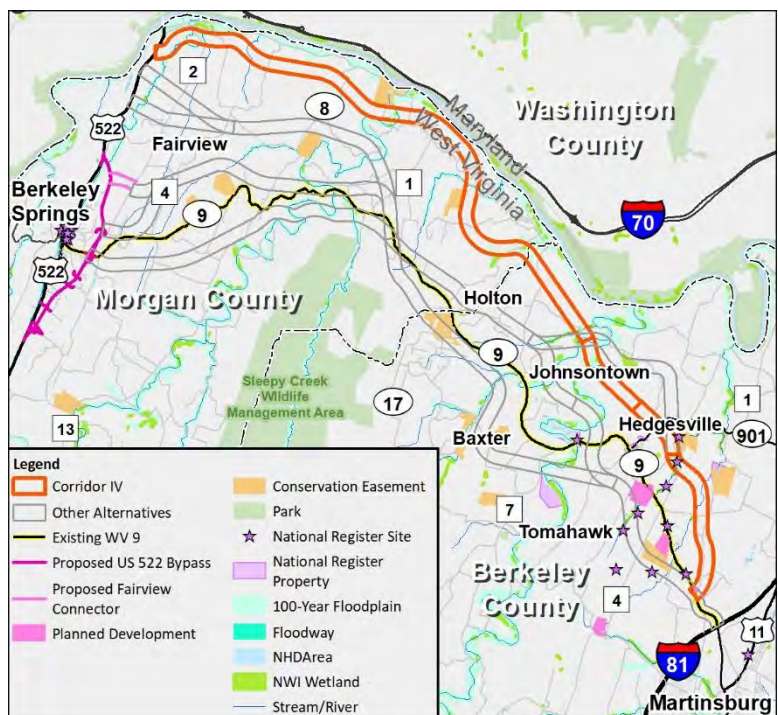 2
Maryland
West Virginia
Washington
County
522
8
Fairview
70
1
4
Berkeley
Springs
9
522
Morgan County
Holton
9
Sleepy Creek
Wildlife
Management Area
Johnsontown
17
1
13
Baxter
Hedgesville
901
9
7
Tomahawk
Berkeley
County
4
11
81
Martinsburg
Legend
Corridor IV
Other Alternatives
Existing WV 9
Proposed US 522 Bypass
Proposed Fairview
Connector
Planned Development
Conservation Easement
Park
National Register Site
National Register
Property
100-Year Floodplain
Floodway
NHDArea
NWI Wetland
Stream/River